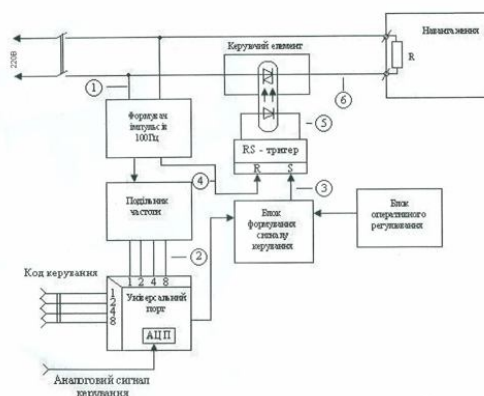 Навантаження
Керуючий елемент
220В
R
1
6
Формувач
імпульсів
100Гц
5
RS - тригер
R S
4
3
Подільник
частоти
Блок
формування
сигналу
керування
Блок
оперативного
регулювання
2
Код керування
1 2 4 8
1
2
4
8
Універсальний
порт
АЦП
Аналоговий сигнал
керування